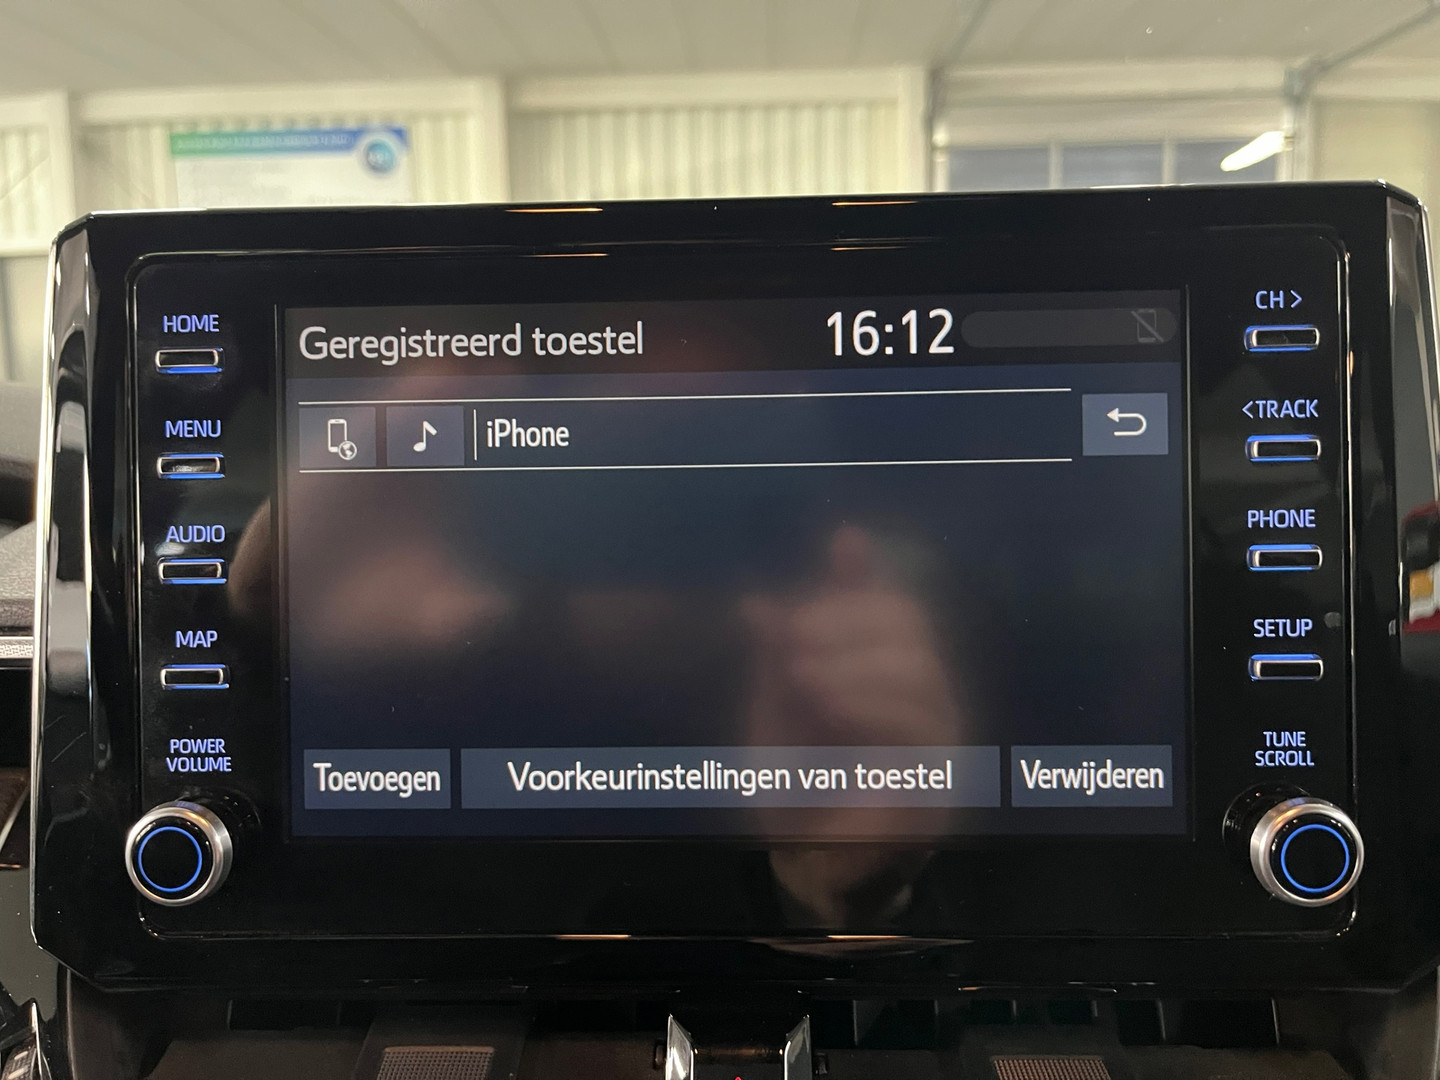 HOME
MENU
AUDIO
MAP
POWER
VOLUME
Geregistreerd toestel 16:12
iPhone
Toevoegen Voorkeurinstellingen van toestel Verwijderen
CH >
<TRACK
PHONE
SETUP
TUNE
SCROLL